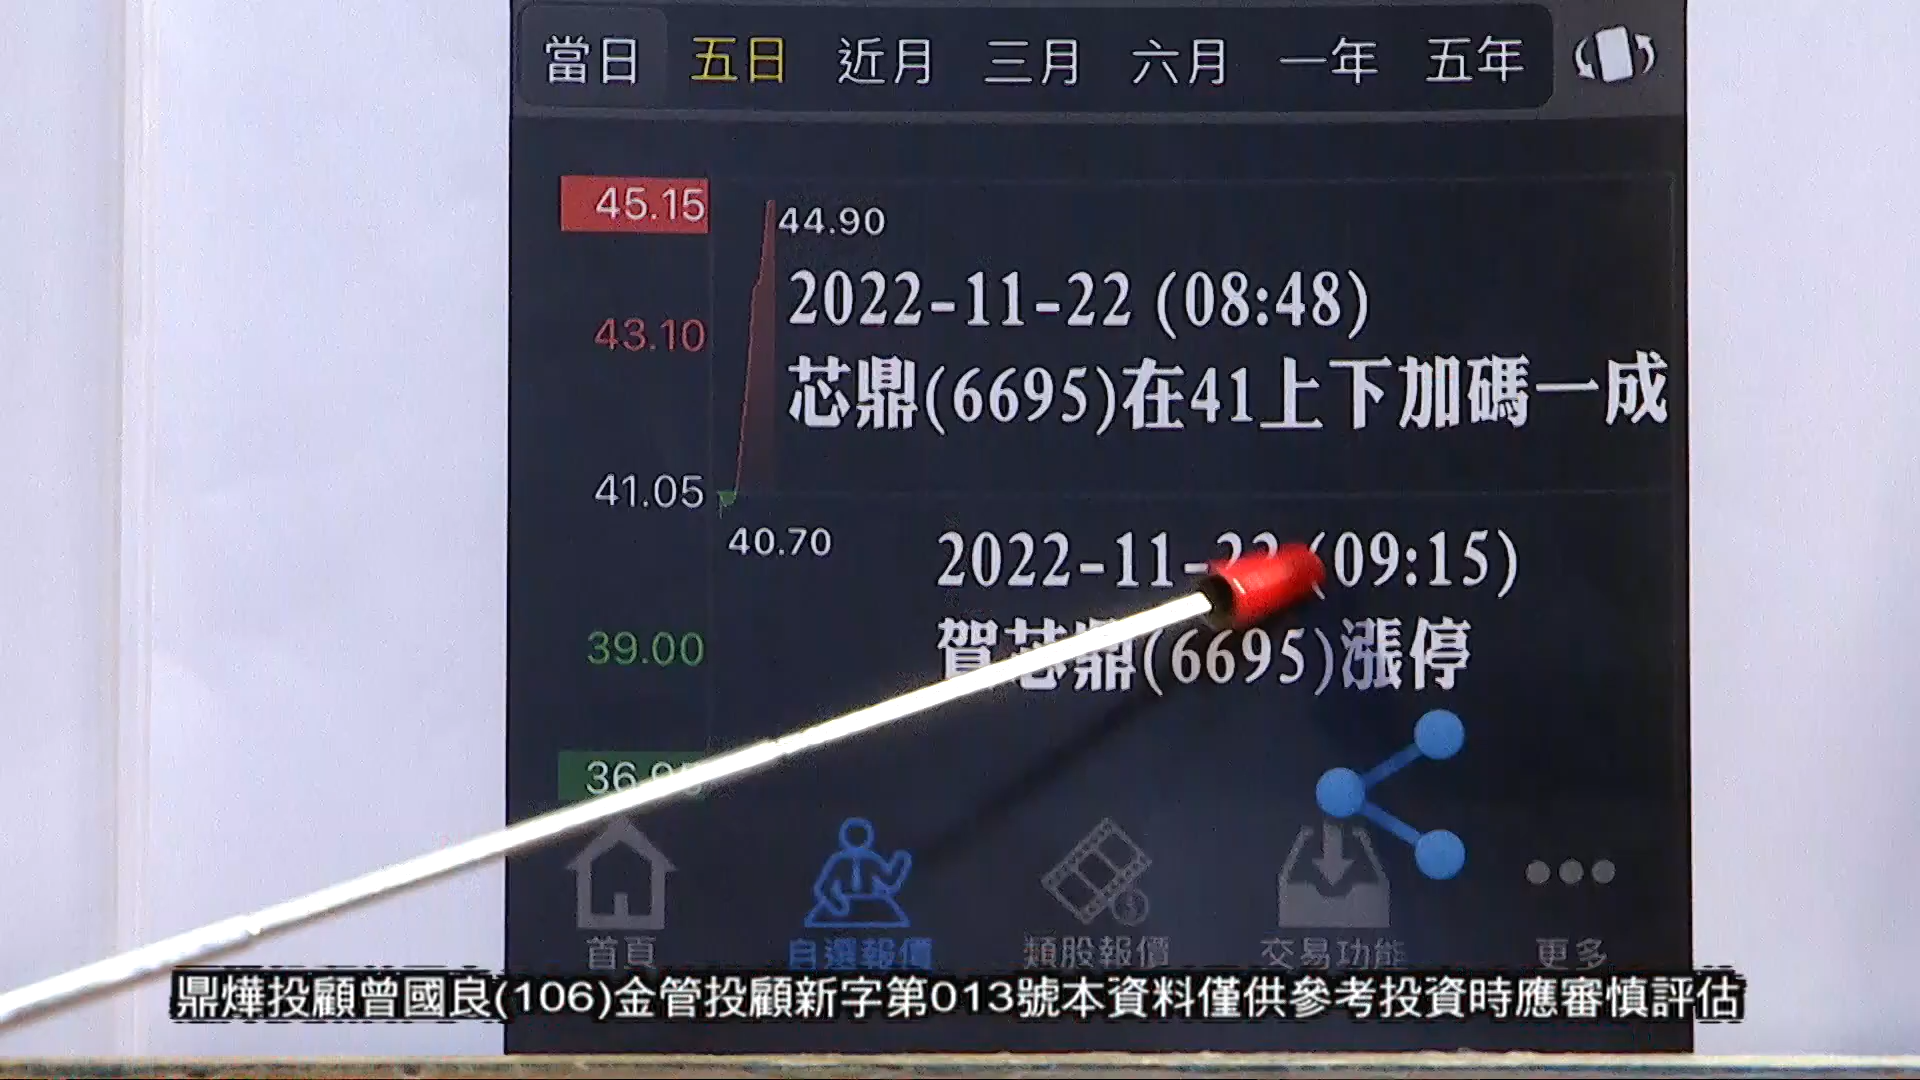 當日 五日 近月 三月 六月 一年 五年
45.15
44.90
2022-11-22 (08:48)
43.10
芯鼎(6695)在41上下加碼一成
41.05
40.70
2022-11-22 (09:15)
39.00
賀芯鼎(6695)漲停
36.95
首頁 自選報價 類股報價 交易功能 更多
鼎燁投顧曾國良(106)金管投顧新字第013號本資料僅供參考投資時應審慎評估